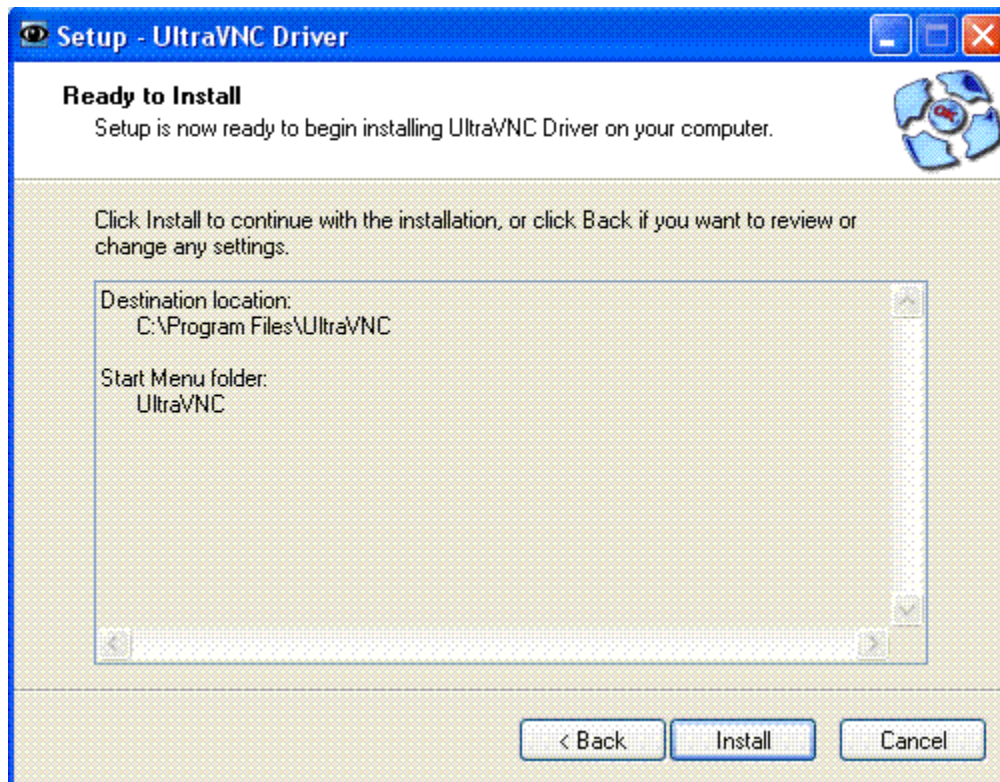 Setup - UltraVNC Driver
Ready to Install
Setup is now ready to begin installing UltraVNC Driver on your computer.
OK
Click Install to continue with the installation, or click Back if you want to review or
change any settings.
Destination location:
C:\Program Files\UltraVNC
Start Menu folder:
UltraVNC
< Back
Install
Cancel